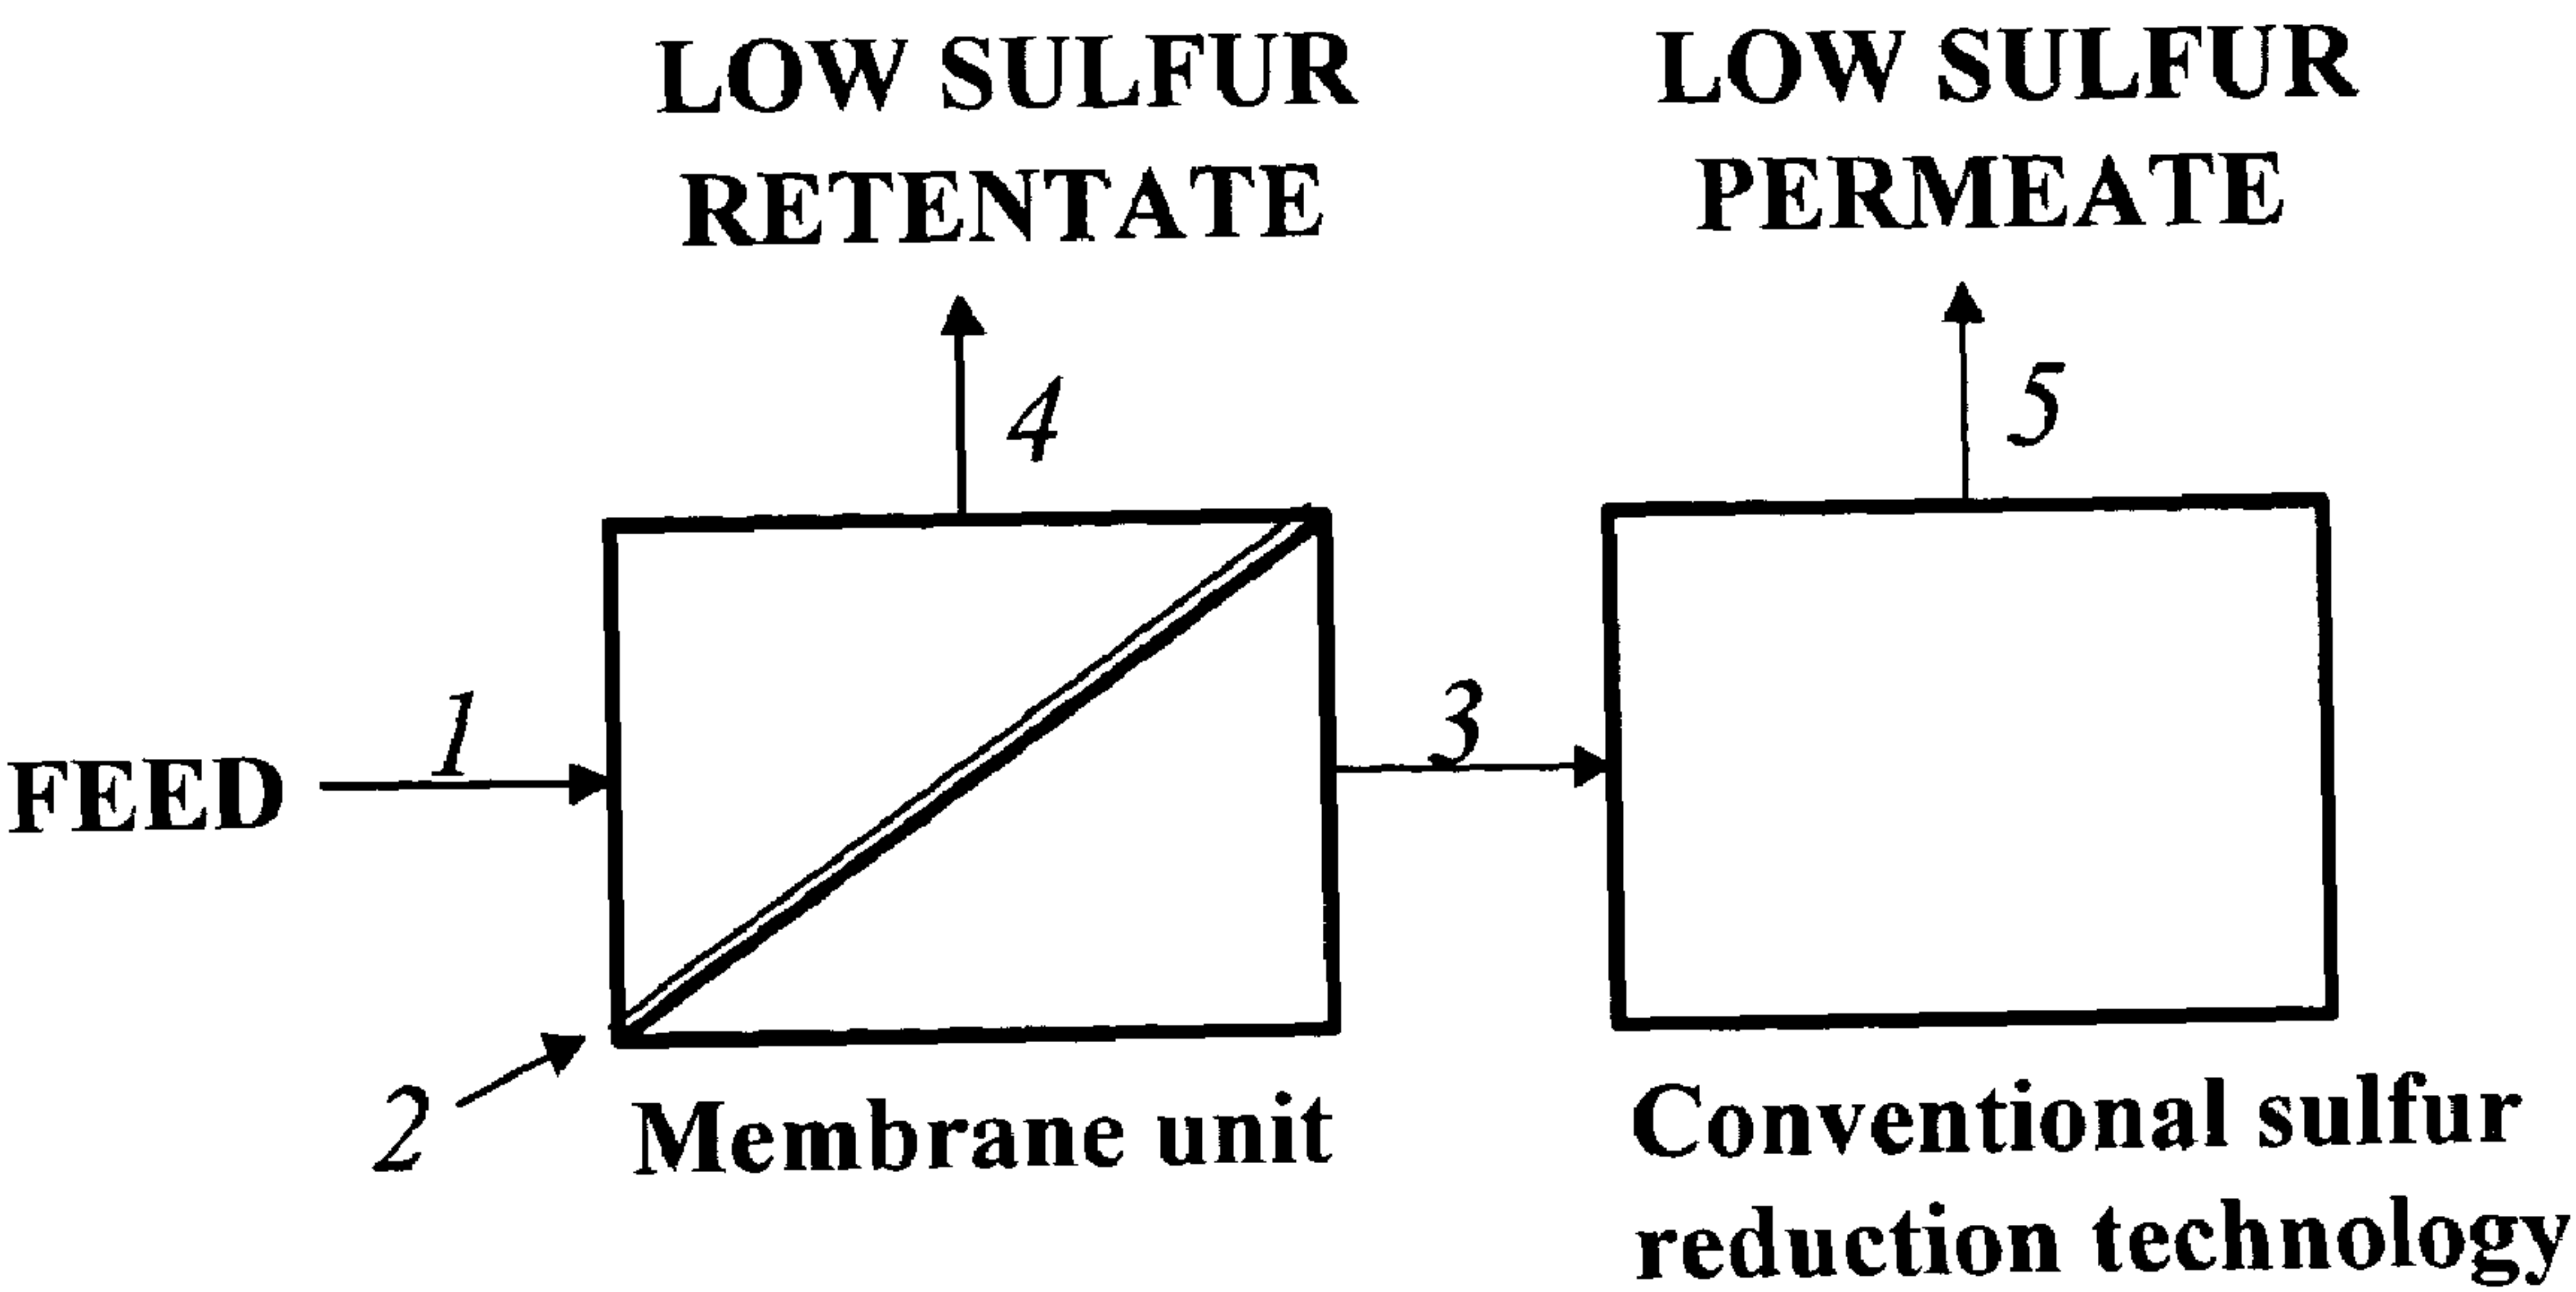 LOW SULFUR
RETENTATE
LOW SULFUR
PERMEATE
4
5
FEED
1
3
2
Membrane unit
Conventional sulfur
reduction technology